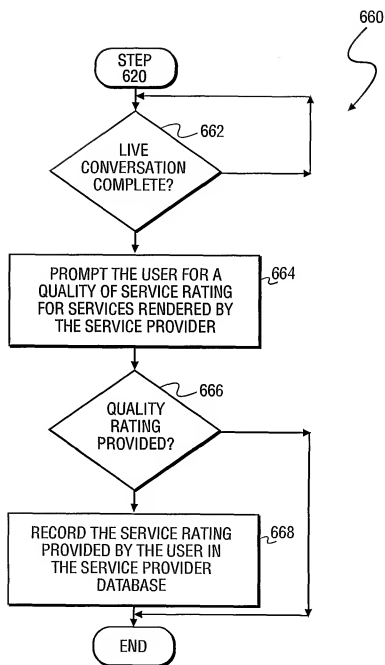 660
STEP
620
662
LIVE
CONVERSATION
COMPLETE?
664
PROMPT THE USER FOR A
QUALITY OF SERVICE RATING
FOR SERVICES RENDERED BY
THE SERVICE PROVIDER
666
QUALITY
RATING
PROVIDED?
668
RECORD THE SERVICE RATING
PROVIDED BY THE USER IN
THE SERVICE PROVIDER
DATABASE
END